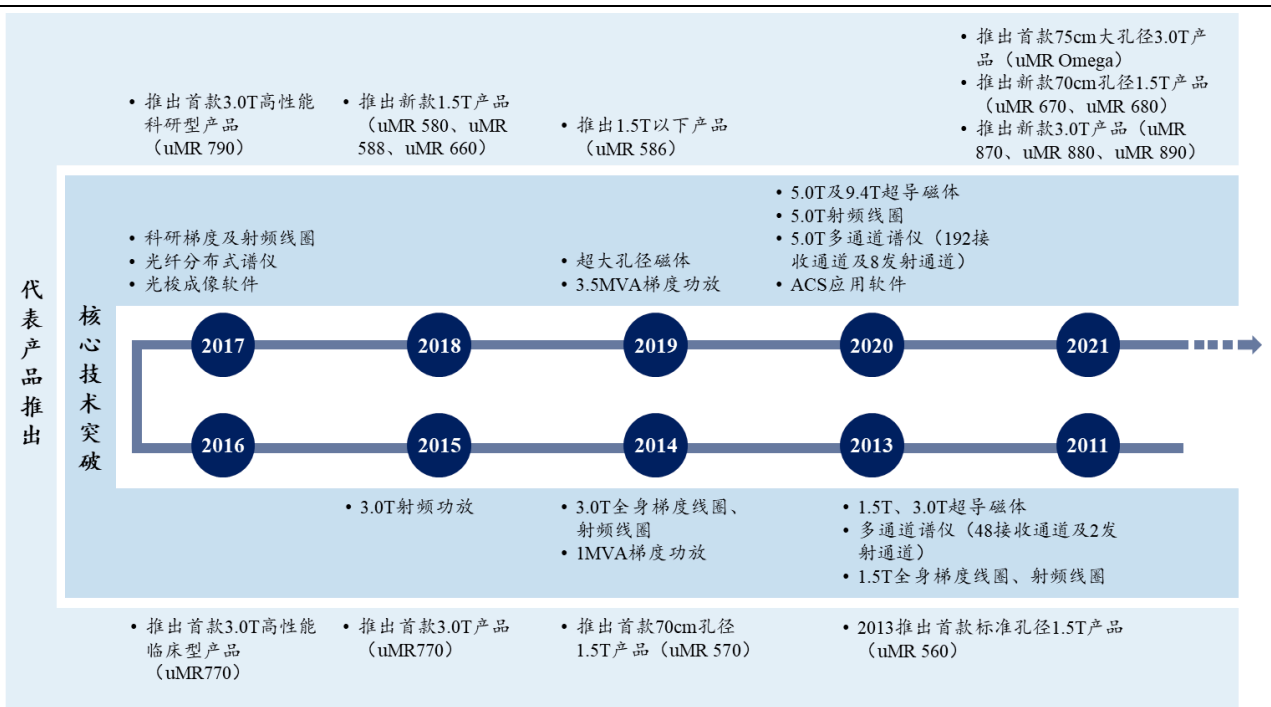 • 推出首款75cm大孔径3.0T产
品（uMR Omega）
• 推出新款70cm孔径1.5T产品
（uMR 670、uMR 680）
• 推出新款3.0T产品（uMR
870、uMR 880、uMR 890）
• 推出首款3.0T高性能
科研型产品
（uMR 790）
• 推出新款1.5T产品
（uMR 580、uMR
588、uMR 660）
• 推出1.5T以下产品
（uMR 586）
代表产品推出
核心技术突破
• 科研梯度及射频线圈
• 光纤分布式谱仪
• 光梭成像软件
• 超大孔径磁体
• 3.5MVA梯度功放
• 5.0T及9.4T超导磁体
• 5.0T射频线圈
• 5.0T多通道谱仪（192接
收通道及8发射通道）
• ACS应用软件
2017
2018
2019
2020
2021
2016
2015
2014
2013
2011
• 3.0T射频功放
• 3.0T全身梯度线圈、
射频线圈
• 1MVA梯度功放
• 1.5T、3.0T超导磁体
• 多通道谱仪（48接收通道及2发
射通道）
• 1.5T全身梯度线圈、射频线圈
• 推出首款3.0T高性能
临床型产品
（uMR770）
• 推出首款3.0T产品
（uMR770）
• 推出首款70cm孔径
1.5T产品（uMR 570）
• 2013推出首款标准孔径1.5T产品
（uMR 560）